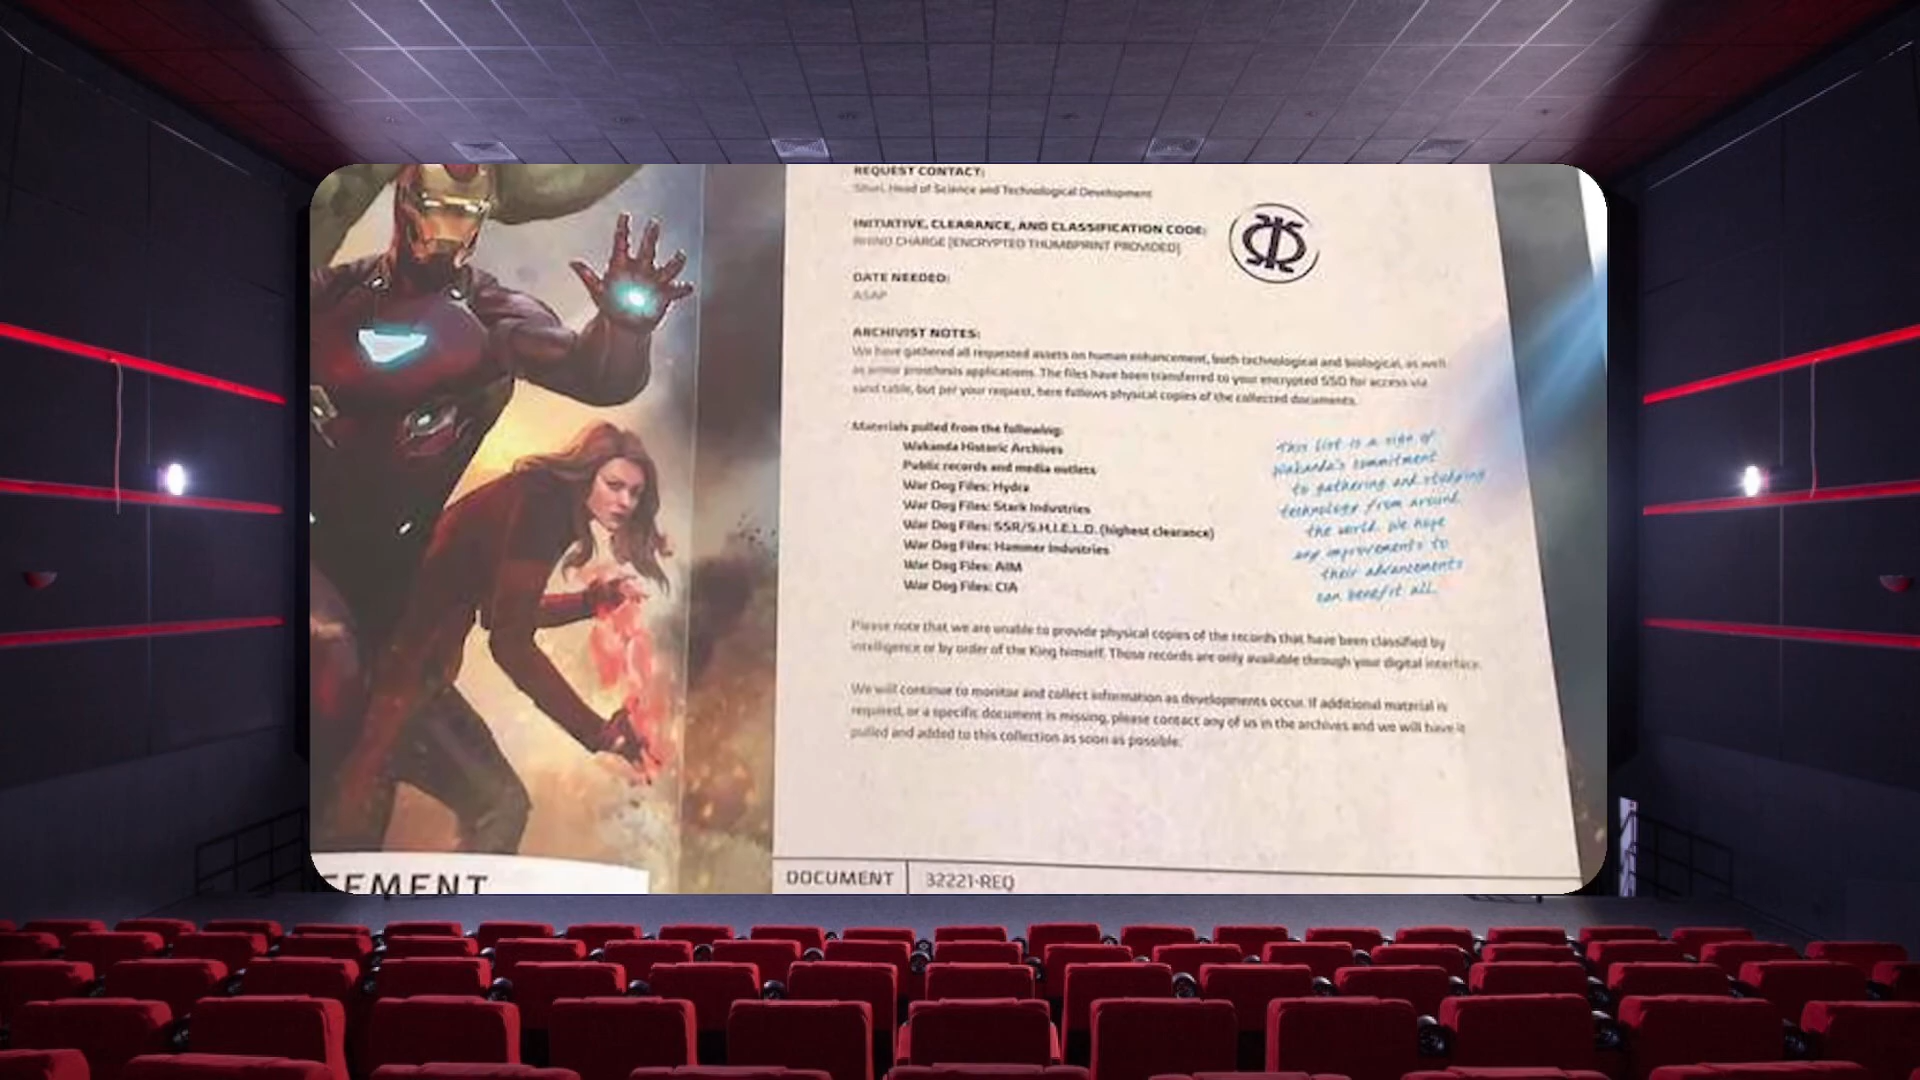 REQUEST CONTACT:
Shuri, Head of Science and Technological Development
INITIATIVE, CLEARANCE, AND CLASSIFICATION CODE:
RHINO CHARGE [ENCRYPTED THUMBPRINT PROVIDED]
DATE NEEDED:
ASAP
ARCHIVIST NOTES:
We have gathered all requested assets on human enhancement, both technological and biological, as well
as armor prosthesis applications. The files have been transferred to your encrypted SSD for access via
sand table, but per your request, here follows physical copies of the collected documents.
Materials pulled from the following:
Wakanda Historic Archives
Public records and media outlets
War Dog Files: Hydra
War Dog Files: Stark Industries
War Dog Files: SSR/S.H.I.E.L.D. (highest clearance)
War Dog Files: Hammer Industries
War Dog Files: AIM
War Dog Files: CIA
This list is a sign of
Wakanda's commitment
to gathering and studying
technology from around
the world. We hope
any improvements to
their advancements
can benefit all.
Please note that we are unable to provide physical copies of the records that have been classified by
intelligence or by order of the King himself. Those records are only available through your digital interface.
We will continue to monitor and collect information as developments occur. If additional material is
required, or a specific document is missing, please contact any of us in the archives and we will have it
pulled and added to this collection as soon as possible.
EMENT
DOCUMENT 32221-REQ